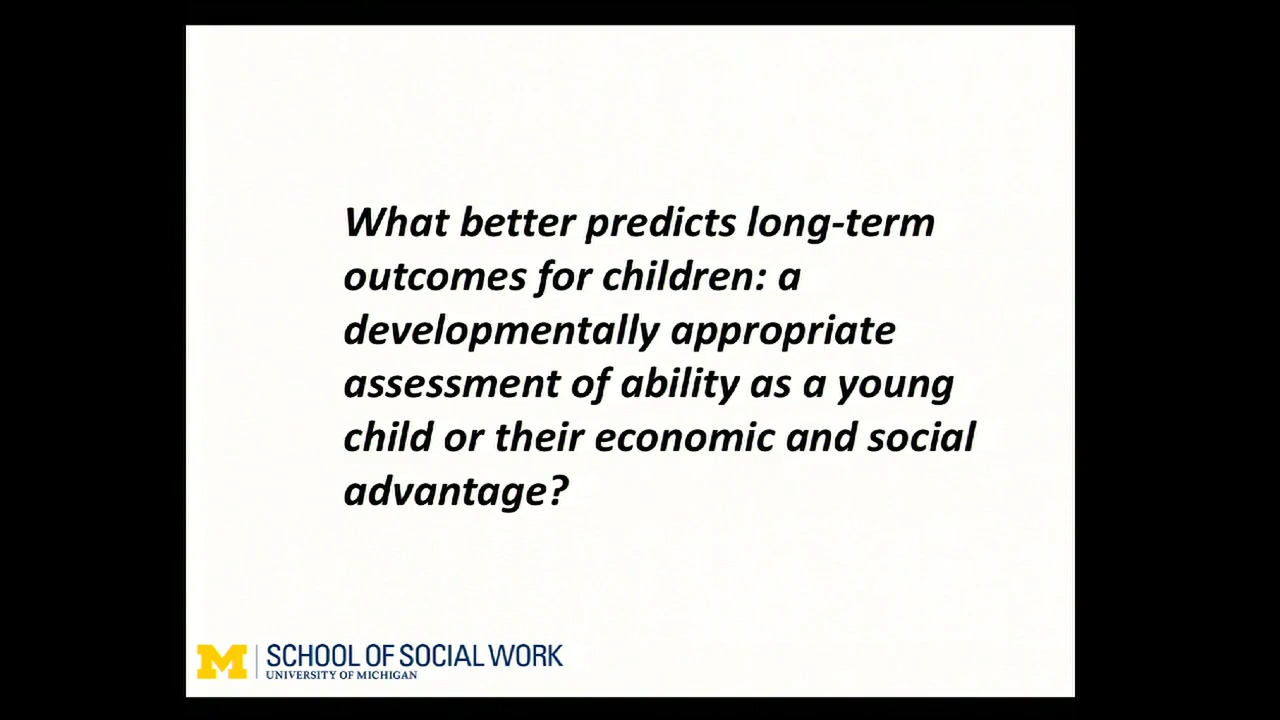 What better predicts long-term
outcomes for children: a
developmentally appropriate
assessment of ability as a young
child or their economic and social
advantage?
M
SCHOOL OF SOCIAL WORK
UNIVERSITY OF MICHIGAN